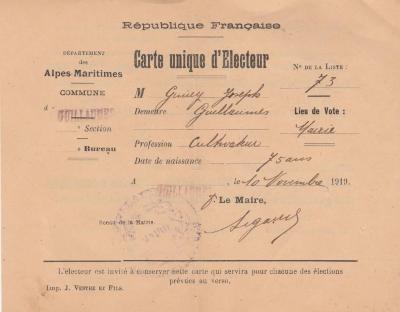 République Française
Carte unique d'Électeur
DÉPARTEMENT
des
Alpes-Maritimes
COMMUNE
d
GUILLAUMES
Section
Bureau
N° DE LA LISTE :
73
Lieu de Vote :
Mairie
M Joseph
Demeure Guillaumes
Profession Cultivateur
Date de naissance 75 ans
A GUILLAUMES, le 10 Novembre 1919.
Le Maire,
Sceau de la Mairie.
L'électeur est invité à conserver cette carte qui servira pour chacune des élections
prévues au verso.
Imp. J. VENTRE ET FILS.